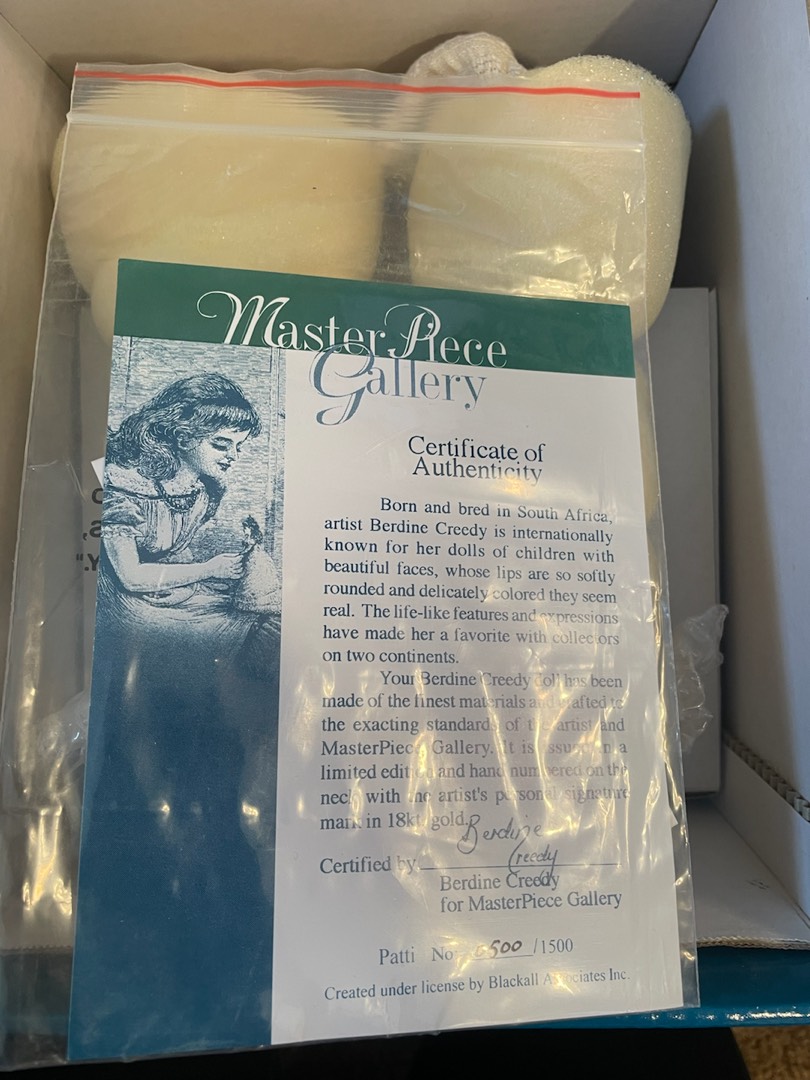 MasterPiece
Gallery
Certificate of
Authenticity
Born and bred in South Africa,
artist Berdine Creedy is internationally
known for her dolls of children with
beautiful faces, whose lips are so softly
rounded and delicately colored they seem
real. The life-like features and expressions
have made her a favorite with collectors
on two continents.
Your Berdine Creedy doll has been
made of the finest materials and crafted to
the exacting standards of the artist and
MasterPiece Gallery. It is issued in a
limited edition and hand numbered on the
neck with the artist's personal signature
mark in 18kt gold.
Berdine
Creedy
Certified by
Berdine Creedy
for MasterPiece Gallery
Patti No 0500 /1500
Created under license by Blackall Associates Inc.